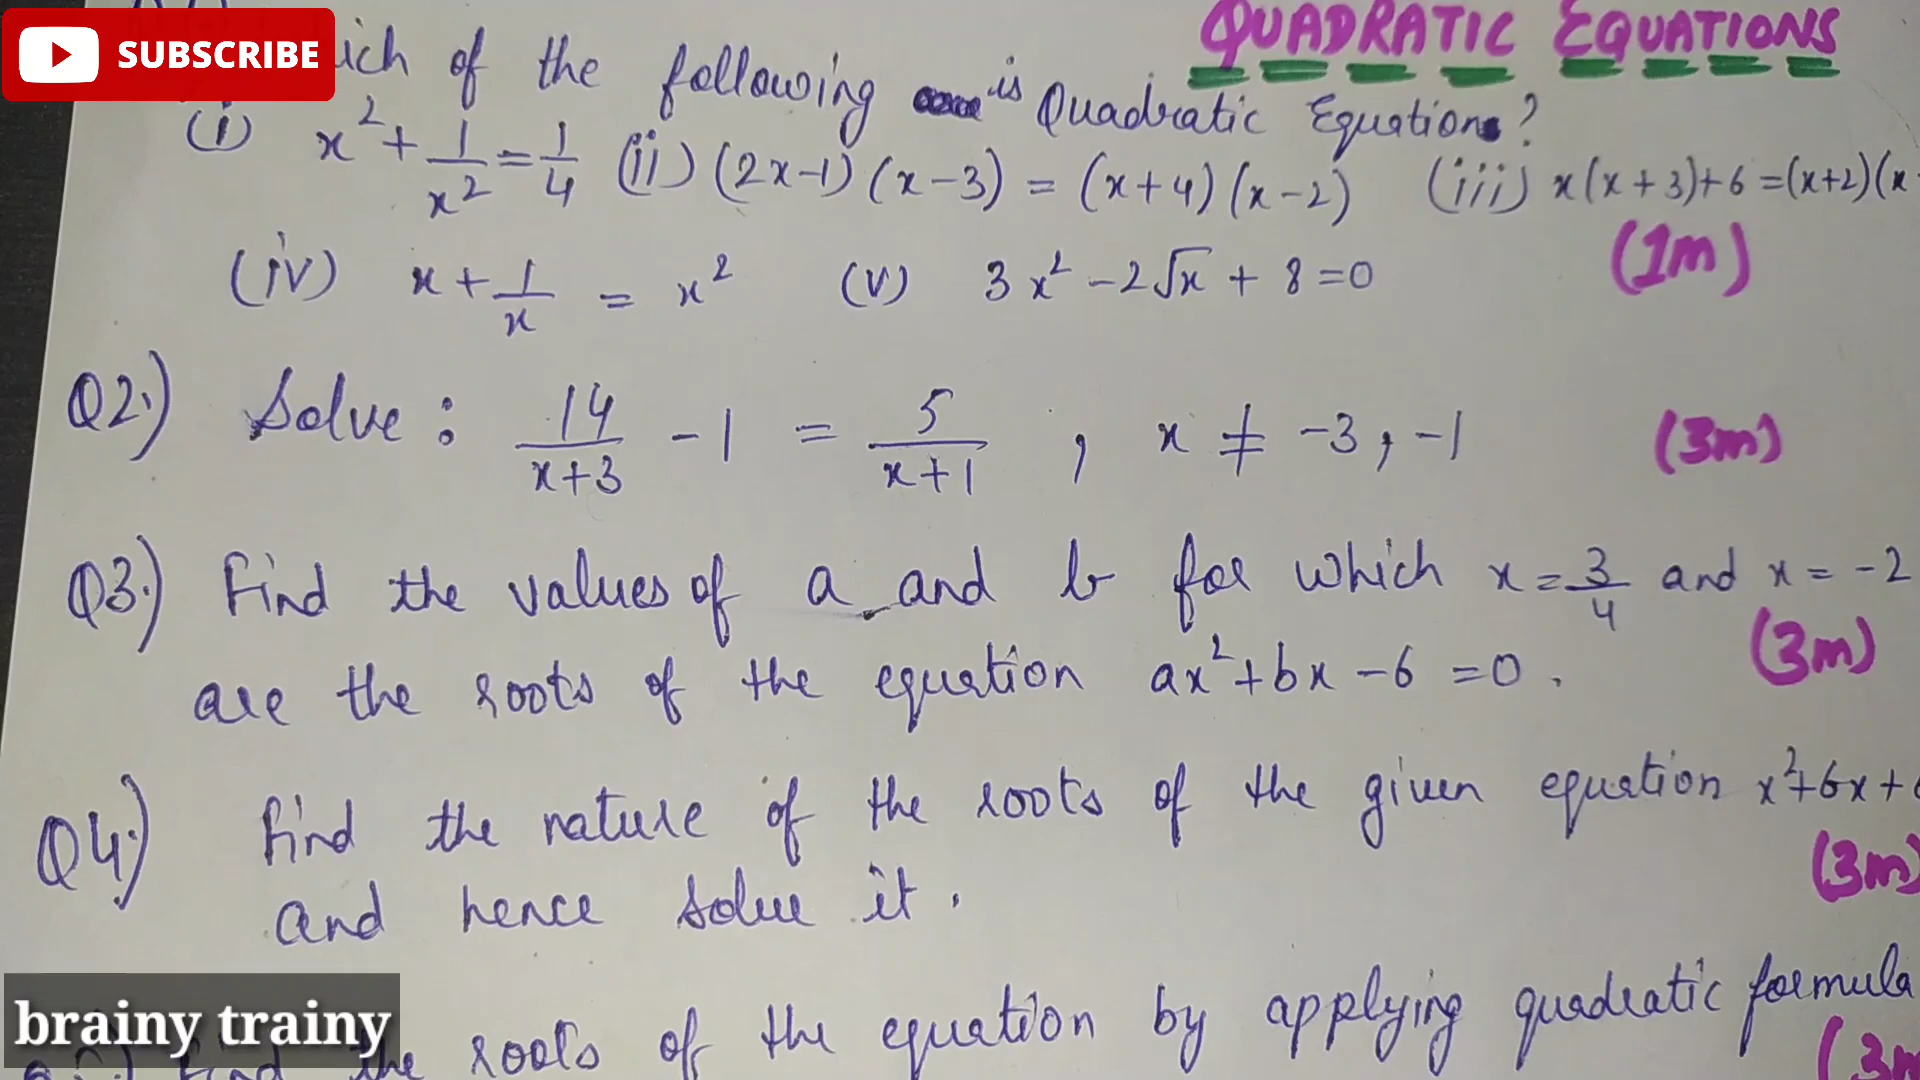 SUBSCRIBE
QUADRATIC EQUATIONS
ich of the following is Quadratic Equation?
(i) x² + 1/x² = 1/4 (ii) (2x-1) (x-3) = (x+4) (x-2) (iii) x(x+3)+6 =(x+2)(x
(iv) x + 1/x = x² (v) 3x² - 2√x + 8 = 0 (1m)
Q2.) Solve : 14/(x+3) - 1 = 5/(x+1) , x ≠ -3, -1 (3m)
Q3.) Find the values of a and b for which x = 3/4 and x = -2
are the roots of the equation ax² + bx - 6 = 0 . (3m)
Q4.) Find the nature of the roots of the given equation x²+6x+
and hence solve it . (3m)
Find the roots of the equation by applying quadratic formula
(3m
brainy trainy